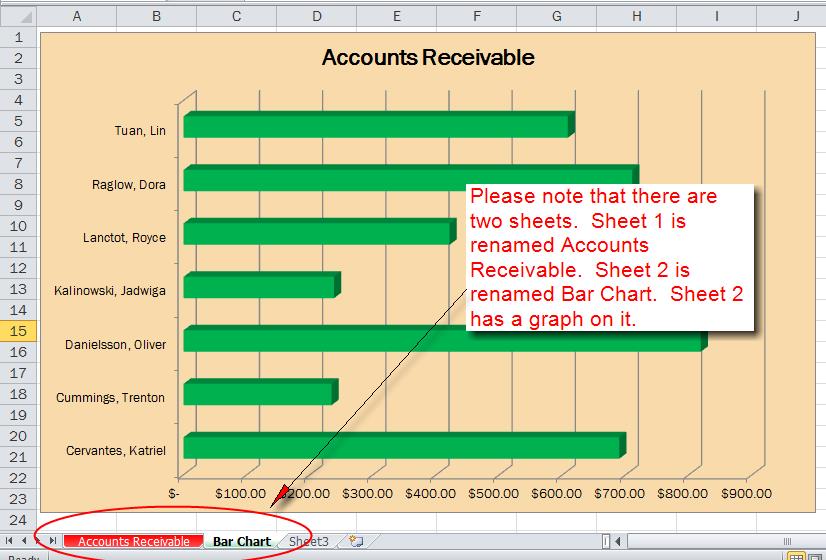 A B C D E F G H I J
1
2
3
4
5
6
7
8
9
10
11
12
13
14
15
16
17
18
19
20
21
22
23
24
Accounts Receivable
Tuan, Lin
Raglow, Dora
Lanctot, Royce
Kalinowski, Jadwiga
Danielsson, Oliver
Cummings, Trenton
Cervantes, Katriel
$- $100.00 $200.00 $300.00 $400.00 $500.00 $600.00 $700.00 $800.00 $900.00
Please note that there are
two sheets. Sheet 1 is
renamed Accounts
Receivable. Sheet 2 is
renamed Bar Chart. Sheet 2
has a graph on it.
Accounts Receivable Bar Chart Sheet3
Ready